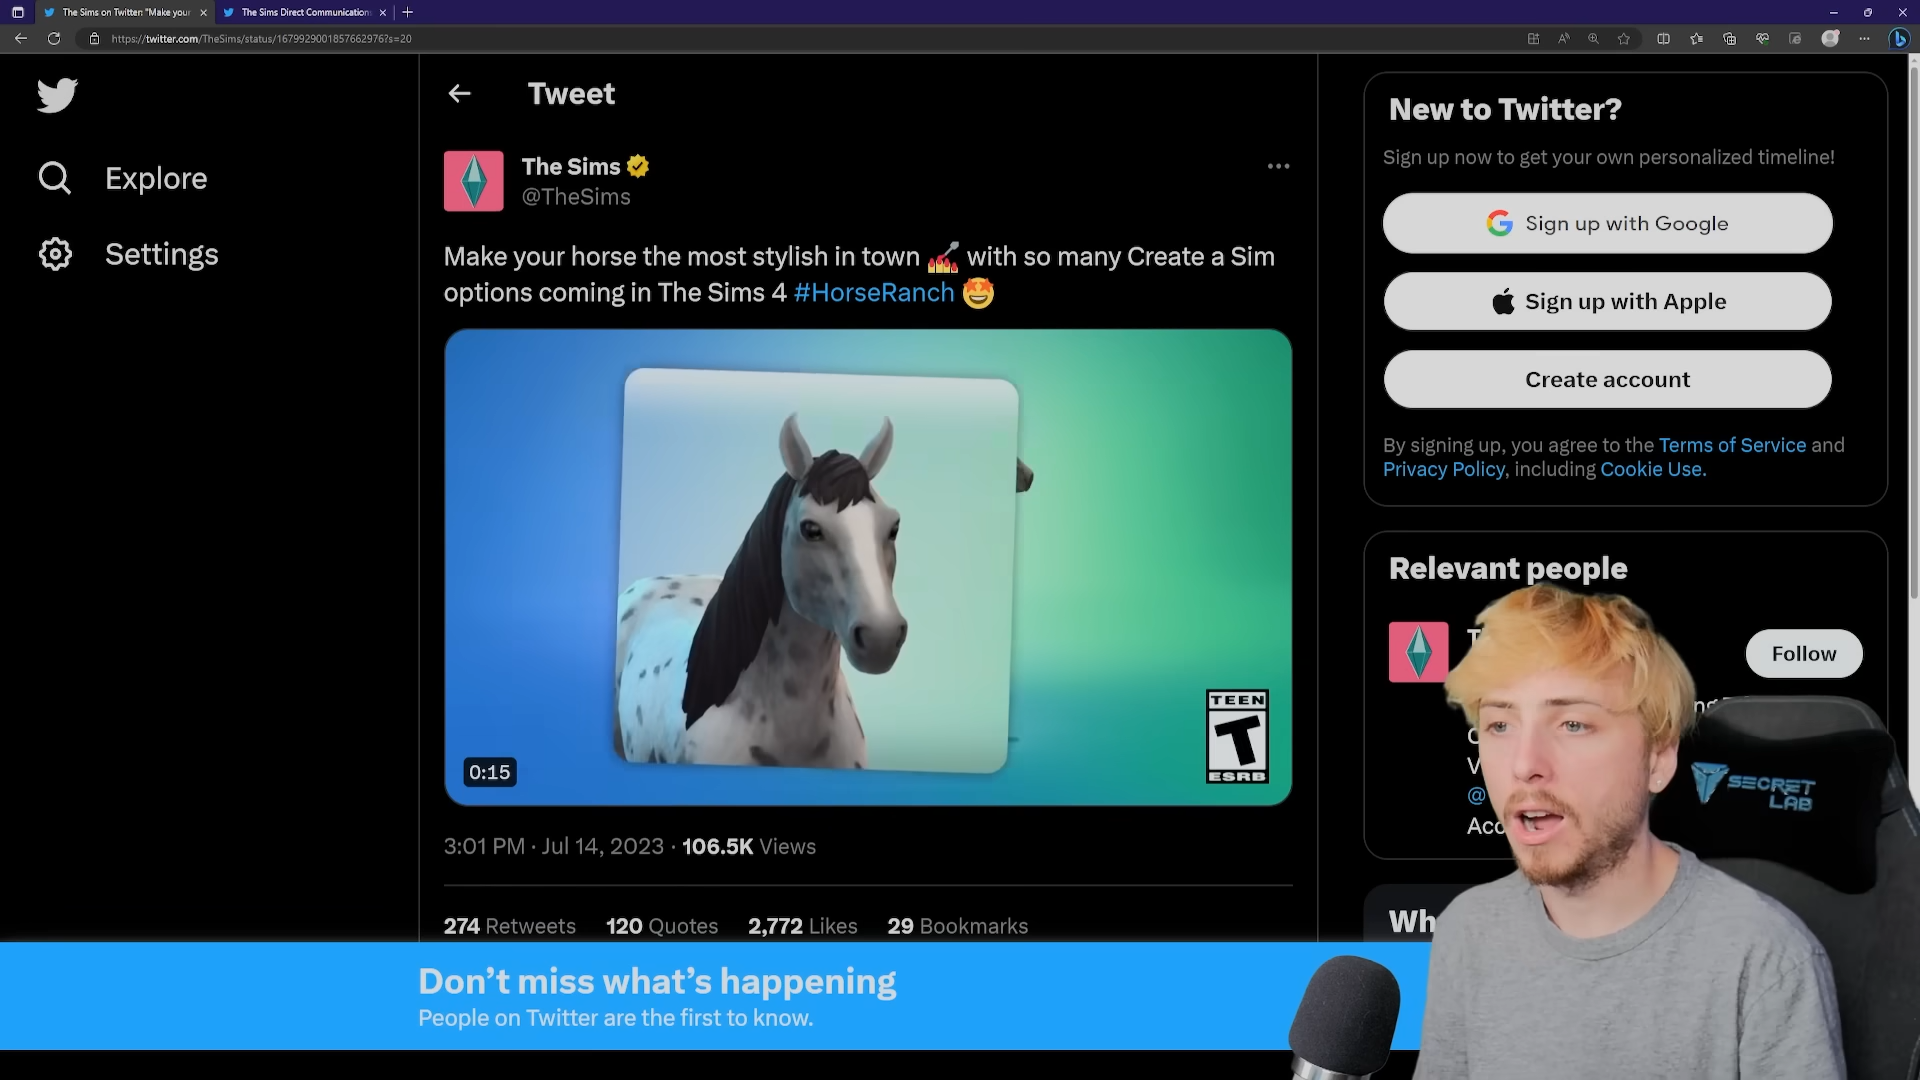 The Sims on Twitter: "Make your
The Sims Direct Communication
https://twitter.com/TheSims/status/1679929001857662976?s=20
Explore
Settings
Tweet
The Sims
@TheSims
Make your horse the most stylish in town 💅 with so many Create a Sim
options coming in The Sims 4 #HorseRanch 🤩
TEEN
T
ESRB
0:15
3:01 PM · Jul 14, 2023 · 106.5K Views
274 Retweets 120 Quotes 2,772 Likes 29 Bookmarks
New to Twitter?
Sign up now to get your own personalized timeline!
Sign up with Google
Sign up with Apple
Create account
By signing up, you agree to the Terms of Service and
Privacy Policy, including Cookie Use.
Relevant people
Follow
@
SECRET
LAB
Don't miss what's happening
People on Twitter are the first to know.